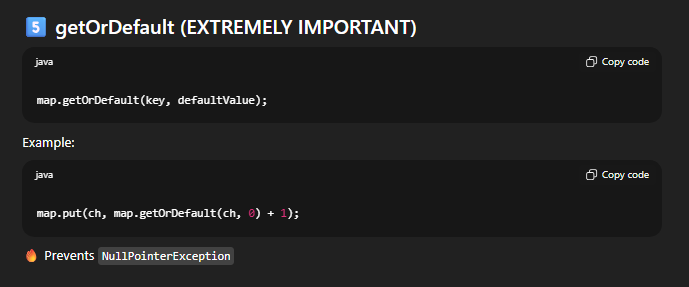 5 getOrDefault (EXTREMELY IMPORTANT)
java Copy code
map.getOrDefault(key, defaultValue);
Example:
java Copy code
map.put(ch, map.getOrDefault(ch, 0) + 1);
🔥 Prevents NullPointerException